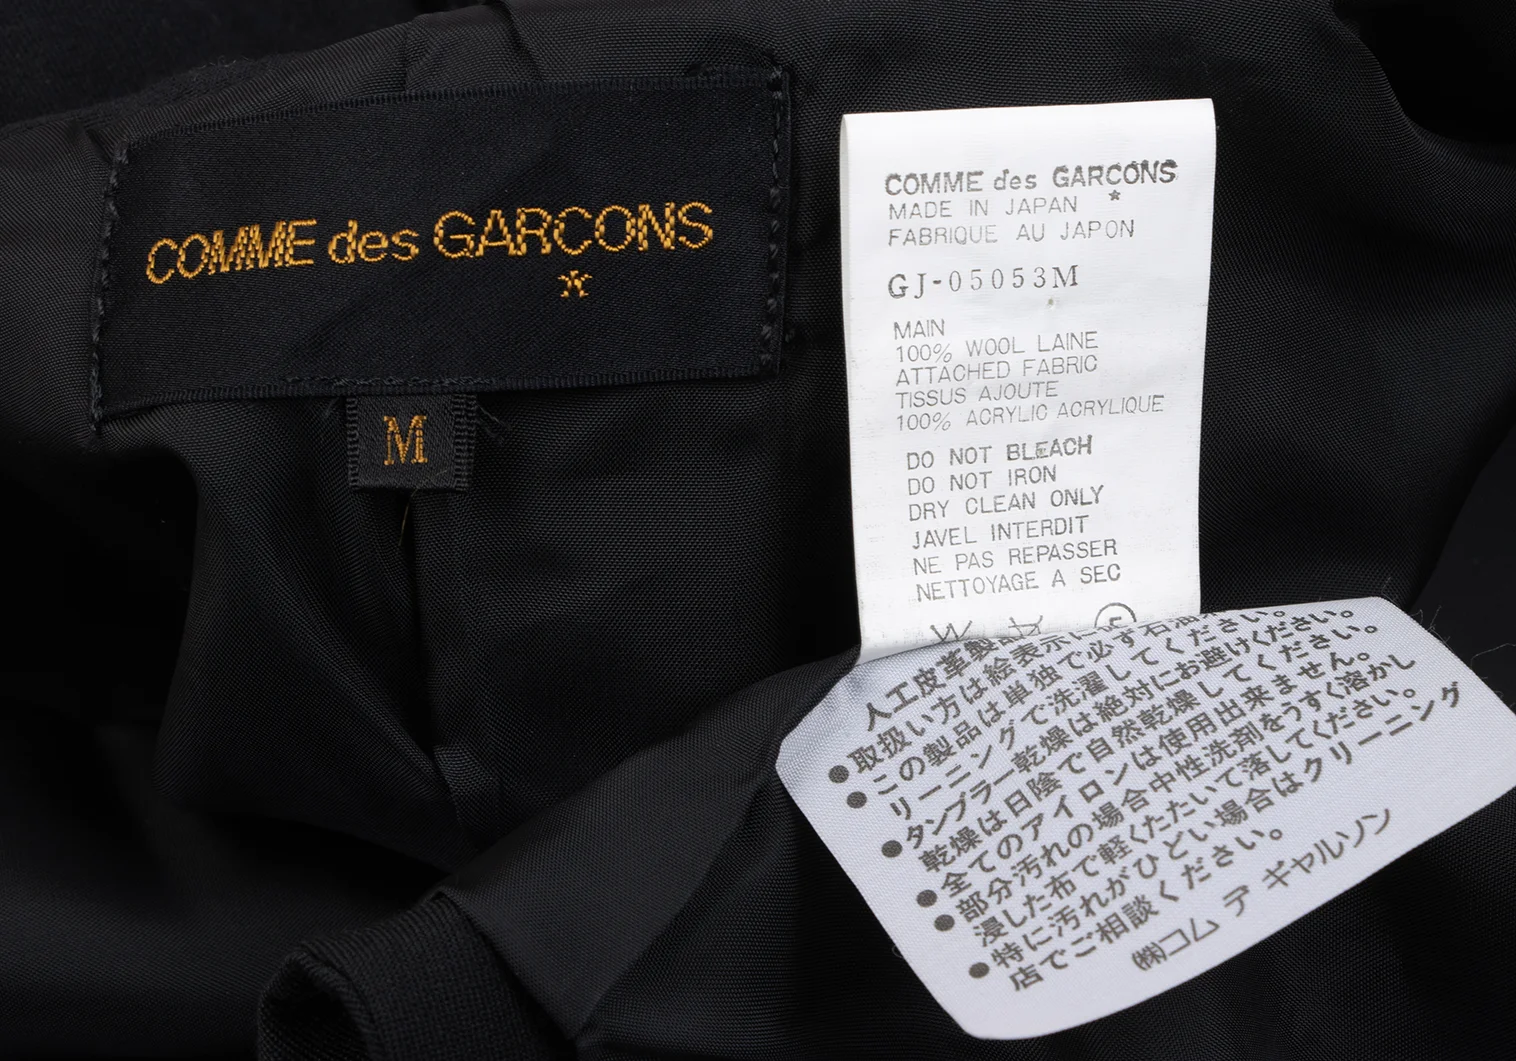 COMME des GARCONS
*
M
COMME des GARCONS
*
MADE IN JAPAN
FABRIQUE AU JAPON
GJ-05053M
MAIN
100% WOOL LAINE
ATTACHED FABRIC
TISSUS AJOUTE
100% ACRYLIC ACRYLIQUE
DO NOT BLEACH
DO NOT IRON
DRY CLEAN ONLY
JAVEL INTERDIT
NE PAS REPASSER
NETTOYAGE A SEC
人工皮革製
●取扱い方は絵表示に
●この製品は単独で必ず石油
リーニングで洗濯してください。
●タンブラー乾燥は絶対にお避けください。
乾燥は日陰で自然乾燥してください。
●全てのアイロンは使用出来ません。
●部分汚れの場合中性洗剤をうすく溶かし
浸した布で軽くたたいて落してください。
●特に汚れがひどい場合はクリーニング
店でご相談ください。
㈱コム デ ギャルソン